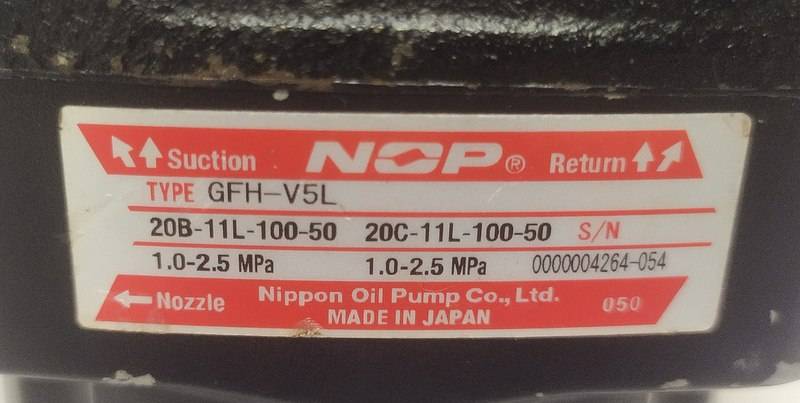 Suction NOP® Return
TYPE GFH-V5L
20B-11L-100-50 20C-11L-100-50 S/N
1.0-2.5 MPa 1.0-2.5 MPa 0000004264-054
Nozzle Nippon Oil Pump Co., Ltd. 050
MADE IN JAPAN